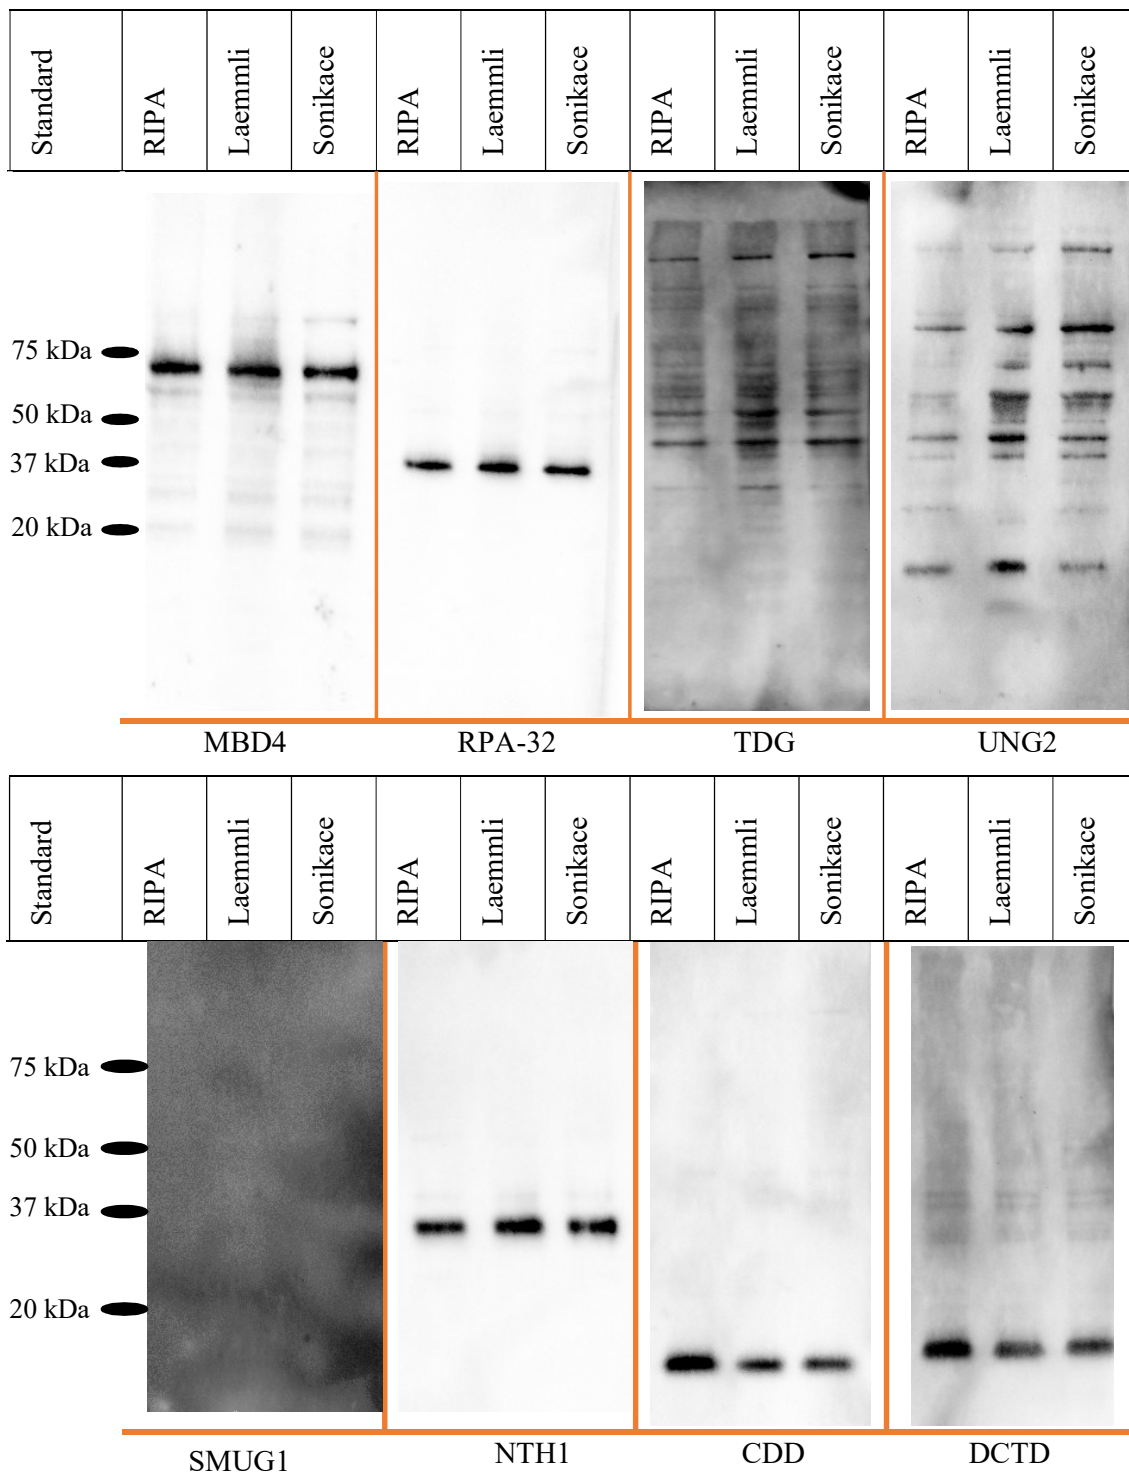 Standard RIPA Laemmli Sonikace RIPA Laemmli Sonikace RIPA Laemmli Sonikace RIPA Laemmli Sonikace
75 kDa
50 kDa
37 kDa
20 kDa
MBD4 RPA-32 TDG UNG2
Standard RIPA Laemmli Sonikace RIPA Laemmli Sonikace RIPA Laemmli Sonikace RIPA Laemmli Sonikace
75 kDa
50 kDa
37 kDa
20 kDa
SMUG1 NTH1 CDD DCTD